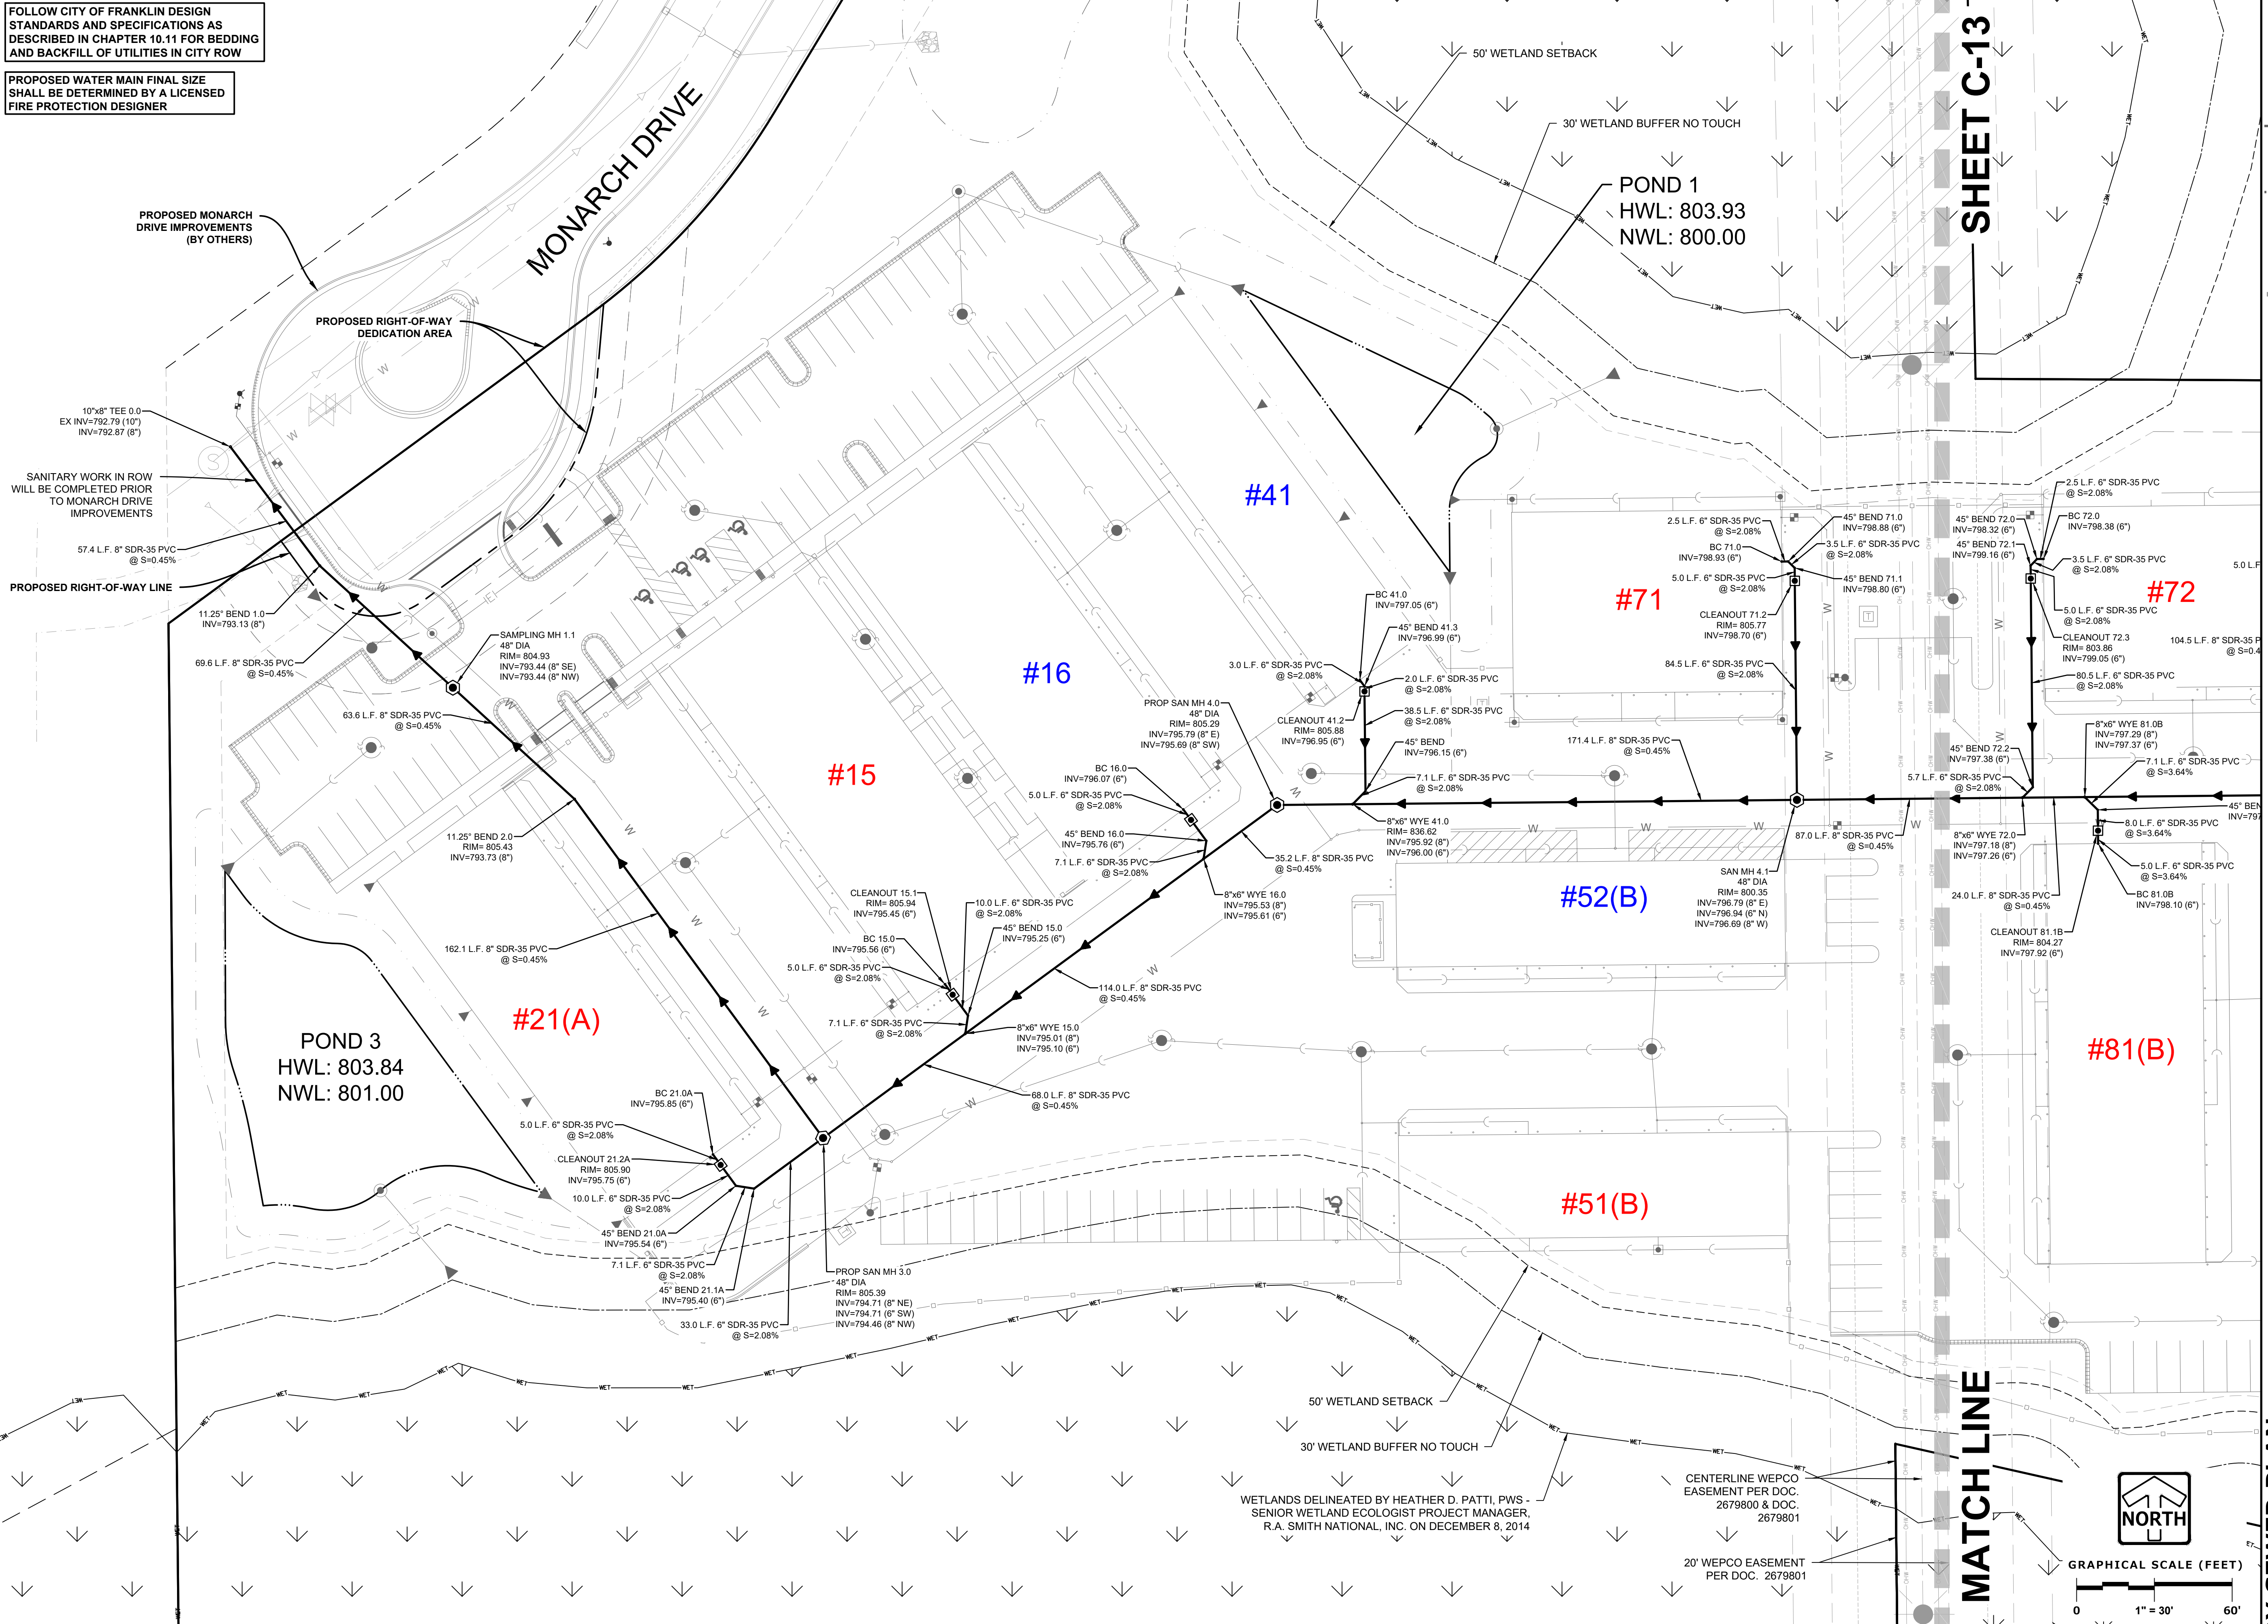 FOLLOW CITY OF FRANKLIN DESIGN
STANDARDS AND SPECIFICATIONS AS
DESCRIBED IN CHAPTER 10.11 FOR BEDDING
AND BACKFILL OF UTILITIES IN CITY ROW
PROPOSED WATER MAIN FINAL SIZE
SHALL BE DETERMINED BY A LICENSED
FIRE PROTECTION DESIGNER
MONARCH DRIVE
PROPOSED MONARCH
DRIVE IMPROVEMENTS
(BY OTHERS)
PROPOSED RIGHT-OF-WAY
DEDICATION AREA
50' WETLAND SETBACK
30' WETLAND BUFFER NO TOUCH
POND 1
HWL: 803.93
NWL: 800.00
SHEET C-13
10"x8" TEE 0.0
EX INV=792.79 (10")
INV=792.87 (8")
SANITARY WORK IN ROW
WILL BE COMPLETED PRIOR
TO MONARCH DRIVE
IMPROVEMENTS
57.4 L.F. 8" SDR-35 PVC
@ S=0.45%
PROPOSED RIGHT-OF-WAY LINE
11.25° BEND 1.0
INV=793.13 (8")
69.6 L.F. 8" SDR-35 PVC
@ S=0.45%
SAMPLING MH 1.1
48" DIA
RIM= 804.93
INV=793.44 (8" SE)
INV=793.44 (8" NW)
63.6 L.F. 8" SDR-35 PVC
@ S=0.45%
11.25° BEND 2.0
RIM= 805.43
INV=793.73 (8")
162.1 L.F. 8" SDR-35 PVC
@ S=0.45%
#21(A)
POND 3
HWL: 803.84
NWL: 801.00
#15
#16
#41
BC 21.0A
INV=795.85 (6")
5.0 L.F. 6" SDR-35 PVC
@ S=2.08%
CLEANOUT 21.2A
RIM= 805.90
INV=795.75 (6")
10.0 L.F. 6" SDR-35 PVC
@ S=2.08%
45° BEND 21.0A
INV=795.54 (6")
7.1 L.F. 6" SDR-35 PVC
@ S=2.08%
45° BEND 21.1A
INV=795.40 (6")
33.0 L.F. 6" SDR-35 PVC
@ S=2.08%
PROP SAN MH 3.0
48" DIA
RIM= 805.39
INV=794.71 (8" NE)
INV=794.71 (6" SW)
INV=794.46 (8" NW)
68.0 L.F. 8" SDR-35 PVC
@ S=0.45%
CLEANOUT 15.1
RIM= 805.94
INV=795.45 (6")
BC 15.0
INV=795.56 (6")
5.0 L.F. 6" SDR-35 PVC
@ S=2.08%
7.1 L.F. 6" SDR-35 PVC
@ S=2.08%
10.0 L.F. 6" SDR-35 PVC
@ S=2.08%
45° BEND 15.0
INV=795.25 (6")
8"x6" WYE 15.0
INV=795.01 (8")
INV=795.10 (6")
114.0 L.F. 8" SDR-35 PVC
@ S=0.45%
BC 16.0
INV=796.07 (6")
5.0 L.F. 6" SDR-35 PVC
@ S=2.08%
45° BEND 16.0
INV=795.76 (6")
7.1 L.F. 6" SDR-35 PVC
@ S=2.08%
8"x6" WYE 16.0
INV=795.53 (8")
INV=795.61 (6")
35.2 L.F. 8" SDR-35 PVC
@ S=0.45%
PROP SAN MH 4.0
48" DIA
RIM= 805.29
INV=795.79 (8" E)
INV=795.69 (8" SW)
BC 41.0
INV=797.05 (6")
45° BEND 41.3
INV=796.99 (6")
3.0 L.F. 6" SDR-35 PVC
@ S=2.08%
2.0 L.F. 6" SDR-35 PVC
@ S=2.08%
CLEANOUT 41.2
RIM= 805.88
INV=796.95 (6")
38.5 L.F. 6" SDR-35 PVC
@ S=2.08%
45° BEND
INV=796.15 (6")
7.1 L.F. 6" SDR-35 PVC
@ S=2.08%
8"x6" WYE 41.0
RIM= 836.62
INV=795.92 (8")
INV=796.00 (6")
171.4 L.F. 8" SDR-35 PVC
@ S=0.45%
#71
2.5 L.F. 6" SDR-35 PVC
@ S=2.08%
BC 71.0
INV=798.93 (6")
5.0 L.F. 6" SDR-35 PVC
@ S=2.08%
CLEANOUT 71.2
RIM= 805.77
INV=798.70 (6")
84.5 L.F. 6" SDR-35 PVC
@ S=2.08%
45° BEND 71.0
INV=798.88 (6")
3.5 L.F. 6" SDR-35 PVC
@ S=2.08%
45° BEND 71.1
INV=798.80 (6")
SAN MH 4.1
48" DIA
RIM= 800.35
INV=796.79 (8" E)
INV=796.94 (6" N)
INV=796.69 (8" W)
87.0 L.F. 8" SDR-35 PVC
@ S=0.45%
#52(B)
#51(B)
#72
#81(B)
45° BEND 72.0
INV=798.32 (6")
45° BEND 72.1
INV=799.16 (6")
2.5 L.F. 6" SDR-35 PVC
@ S=2.08%
BC 72.0
INV=798.38 (6")
3.5 L.F. 6" SDR-35 PVC
@ S=2.08%
5.0 L.F
5.0 L.F. 6" SDR-35 PVC
@ S=2.08%
CLEANOUT 72.3
RIM= 803.86
INV=799.05 (6")
104.5 L.F. 8" SDR-35 P
@ S=0.4
80.5 L.F. 6" SDR-35 PVC
@ S=2.08%
8"x6" WYE 81.0B
INV=797.29 (8")
INV=797.37 (6")
45° BEND 72.2
INV=797.38 (6")
5.7 L.F. 6" SDR-35 PVC
@ S=2.08%
7.1 L.F. 6" SDR-35 PVC
@ S=3.64%
45° BEN
797
8.0 L.F. 6" SDR-35 PVC
@ S=3.64%
8"x6" WYE 72.0
INV=797.18 (8")
INV=797.26 (6")
5.0 L.F. 6" SDR-35 PVC
@ S=3.64%
24.0 L.F. 8" SDR-35 PVC
@ S=0.45%
BC 81.0B
INV=798.10 (6")
CLEANOUT 81.1B
RIM= 804.27
INV=797.92 (6")
50' WETLAND SETBACK
30' WETLAND BUFFER NO TOUCH
WETLANDS DELINEATED BY HEATHER D. PATTI, PWS -
SENIOR WETLAND ECOLOGIST PROJECT MANAGER,
R.A. SMITH NATIONAL, INC. ON DECEMBER 8, 2014
CENTERLINE WEPCO
EASEMENT PER DOC.
2679800 & DOC.
2679801
20' WEPCO EASEMENT
PER DOC. 2679801
MATCH LINE
NORTH
GRAPHICAL SCALE (FEET)
0 1" = 30' 60'